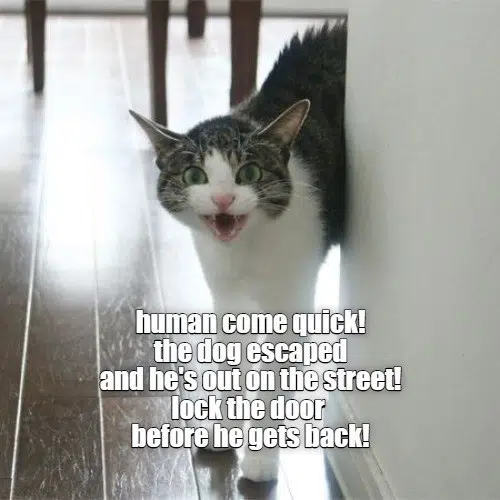 human come quick!
the dog escaped
and he's out on the street!
lock the door
before he gets back!